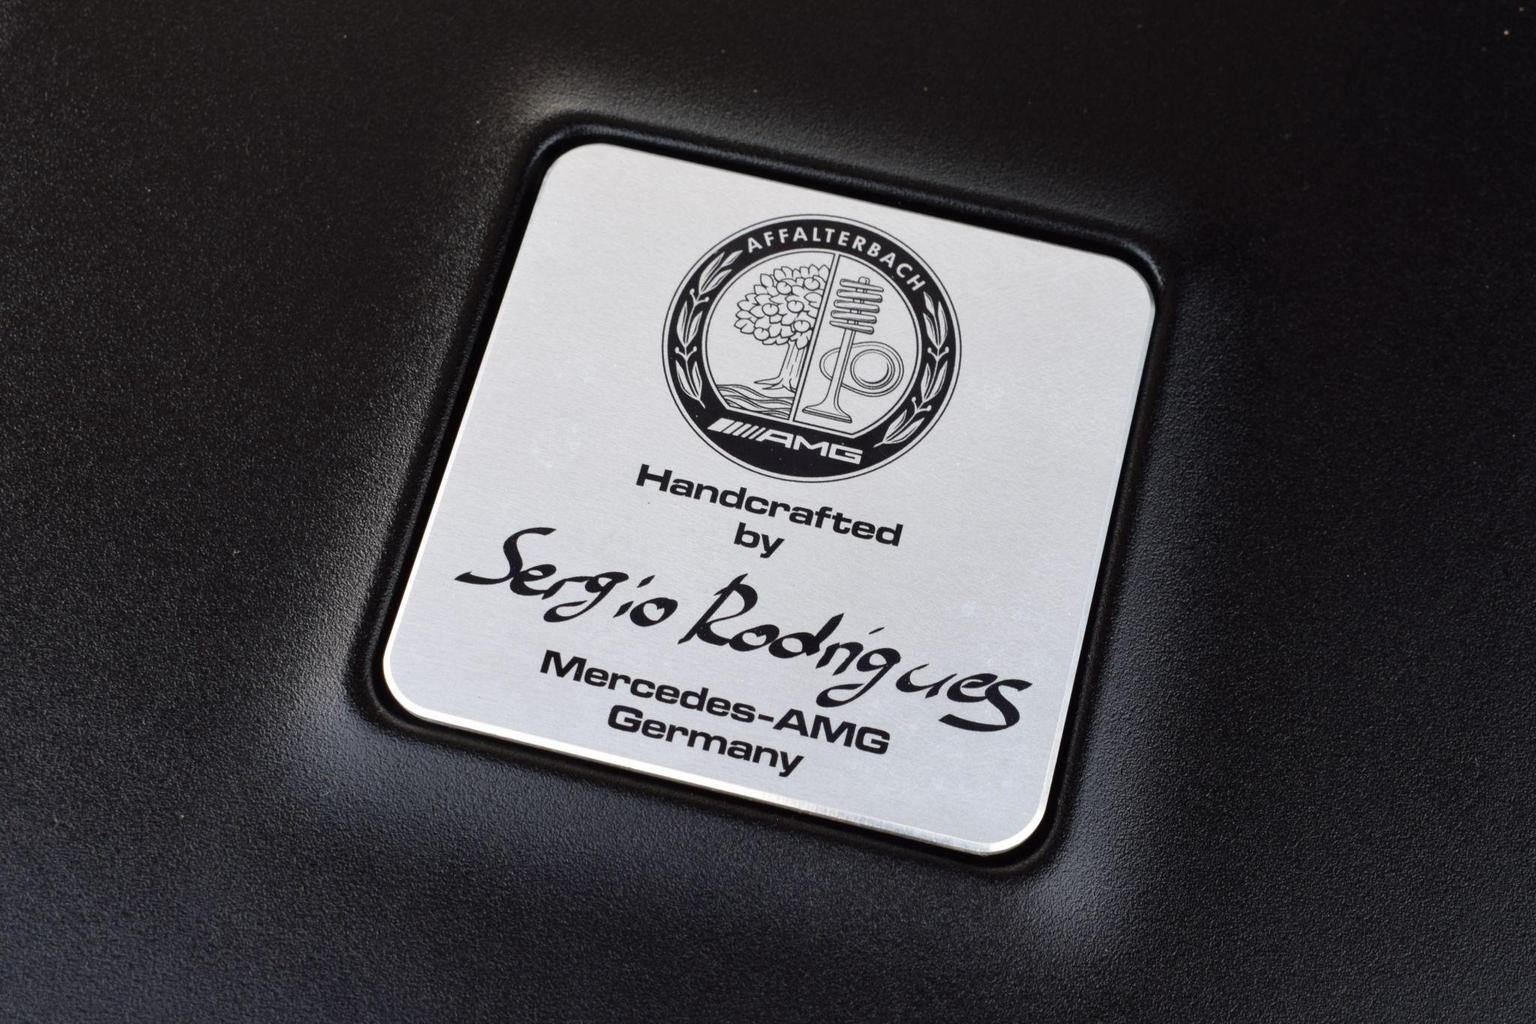 AFFALTERBACH
AMG
Handcrafted
by
Sergio Rodrigues
Mercedes-AMG
Germany